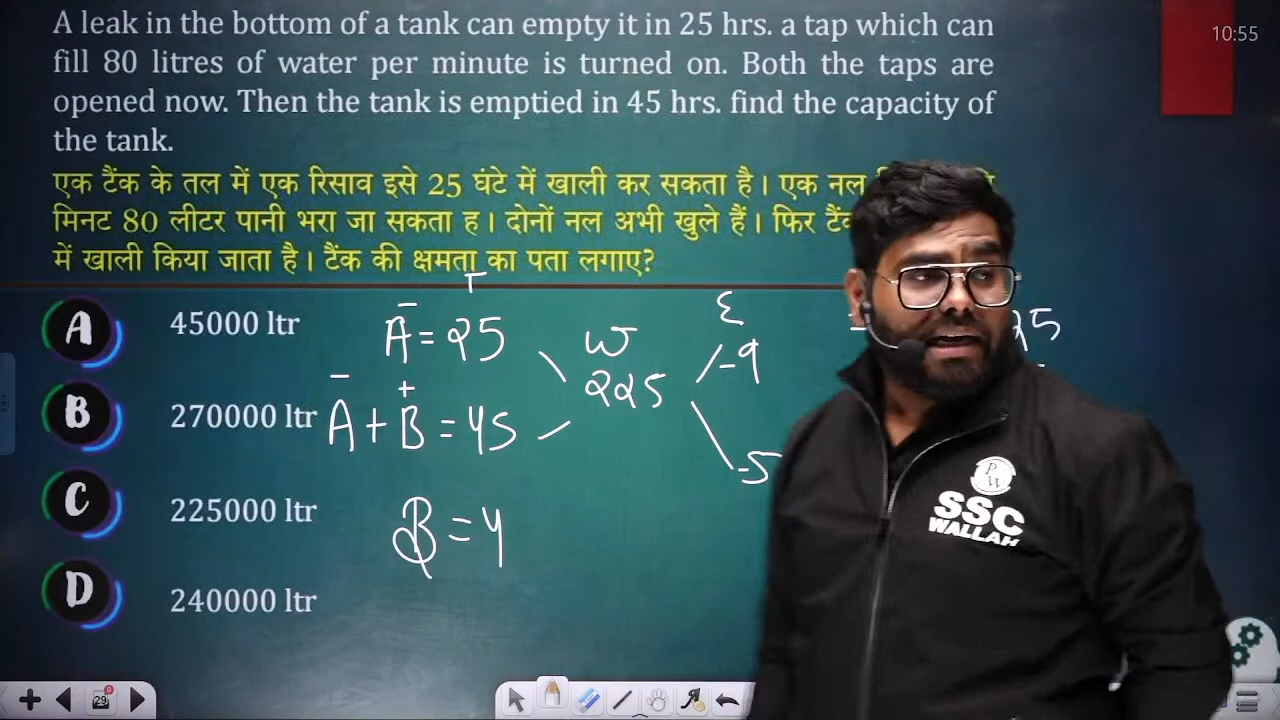 A leak in the bottom of a tank can empty it in 25 hrs. a tap which can
fill 80 litres of water per minute is turned on. Both the taps are
opened now. Then the tank is emptied in 45 hrs. find the capacity of
the tank.
10:55
एक टैंक के तल में एक रिसाव इसे 25 घंटे में खाली कर सकता है। एक नल
मिनट 80 लीटर पानी भरा जा सकता ह। दोनों नल अभी खुले हैं। फिर टैंक
में खाली किया जाता है। टैंक की क्षमता का पता लगाए?
A 45000 ltr
B 270000 ltr
C 225000 ltr
D 240000 ltr
T
A = 25
W
225
E
-9
25
A + B = 45
-5
B = 4
PW
SSC
WALLAH
29